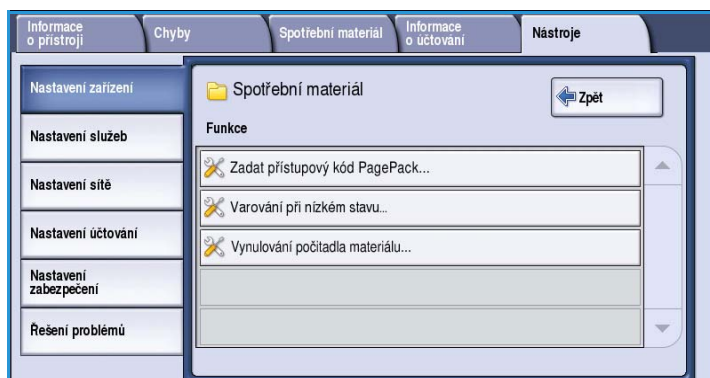 Informace
o přístroji
Chyby
Spotřební materiál
Informace
o účtování
Nástroje
Nastavení zařízení
Nastavení služeb
Nastavení sítě
Nastavení účtování
Nastavení
zabezpečení
Řešení problémů
Spotřební materiál
Zpět
Funkce
Zadat přístupový kód PagePack...
Varování při nízkém stavu...
Vynulování počitadla materiálu...